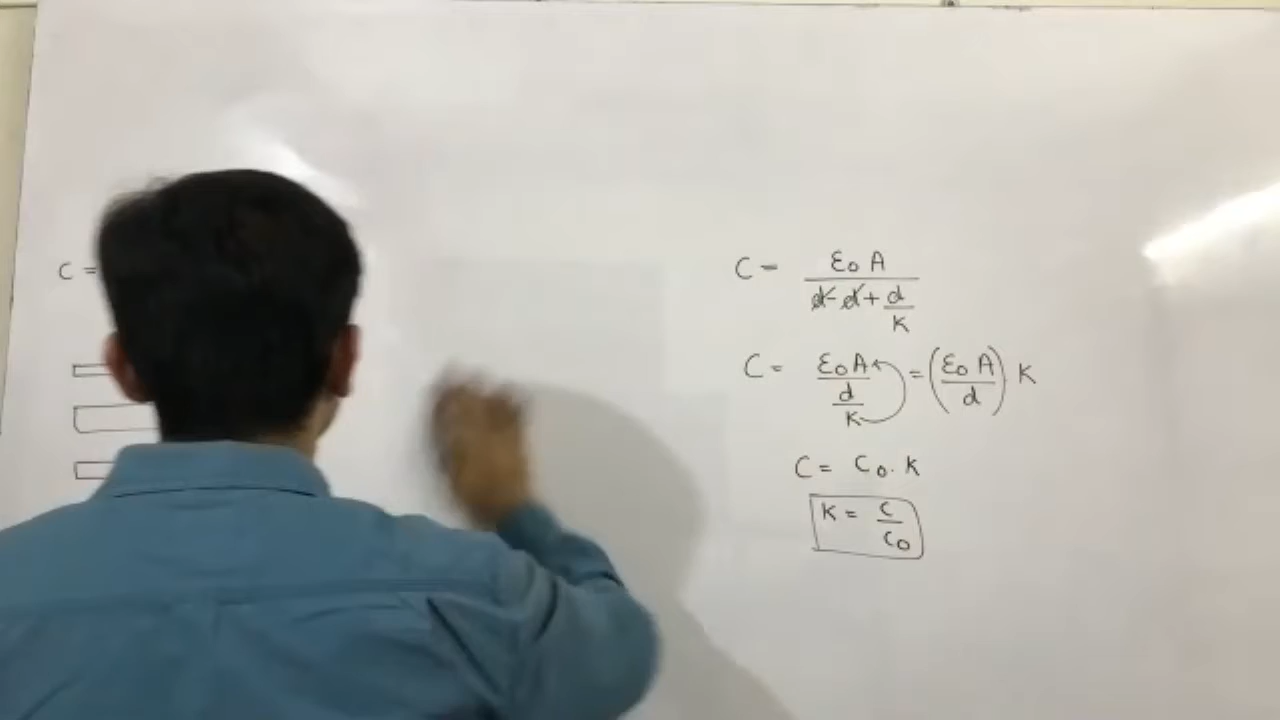 C =
C = ε₀ A / (d̶ - d̶ + d/K)
C = ε₀ A / (d/K) = (ε₀ A / d) K
C = C₀ . K
K = C / C₀